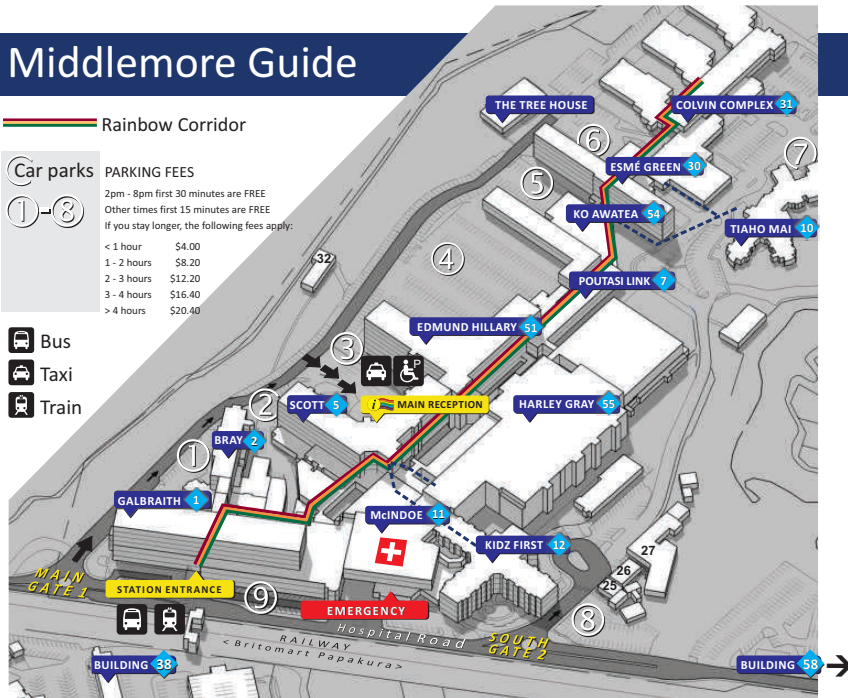 Middlemore Guide
Rainbow Corridor
Car parks
1-8
PARKING FEES
2pm - 8pm first 30 minutes are FREE
Other times first 15 minutes are FREE
If you stay longer, the following fees apply:
< 1 hour $4.00
1 - 2 hours $8.20
2 - 3 hours $12.20
3 - 4 hours $16.40
> 4 hours $20.40
Bus
Taxi
Train
THE TREE HOUSE
COLVIN COMPLEX 31
6
7
ESMÉ GREEN 30
5
KO AWATEA 54
TIAHO MAI 10
32
4
POUTASI LINK 7
EDMUND HILLARY 51
3
P
SCOTT 5
i MAIN RECEPTION
HARLEY GRAY 55
2
BRAY 2
1
GALBRAITH 1
McINDOE 11
KIDZ FIRST 12
27
26
25
MAIN
GATE 1
STATION ENTRANCE
9
EMERGENCY
8
Hospital Road
SOUTH
GATE 2
RAILWAY
< Britomart Papakura >
BUILDING 38
BUILDING 58